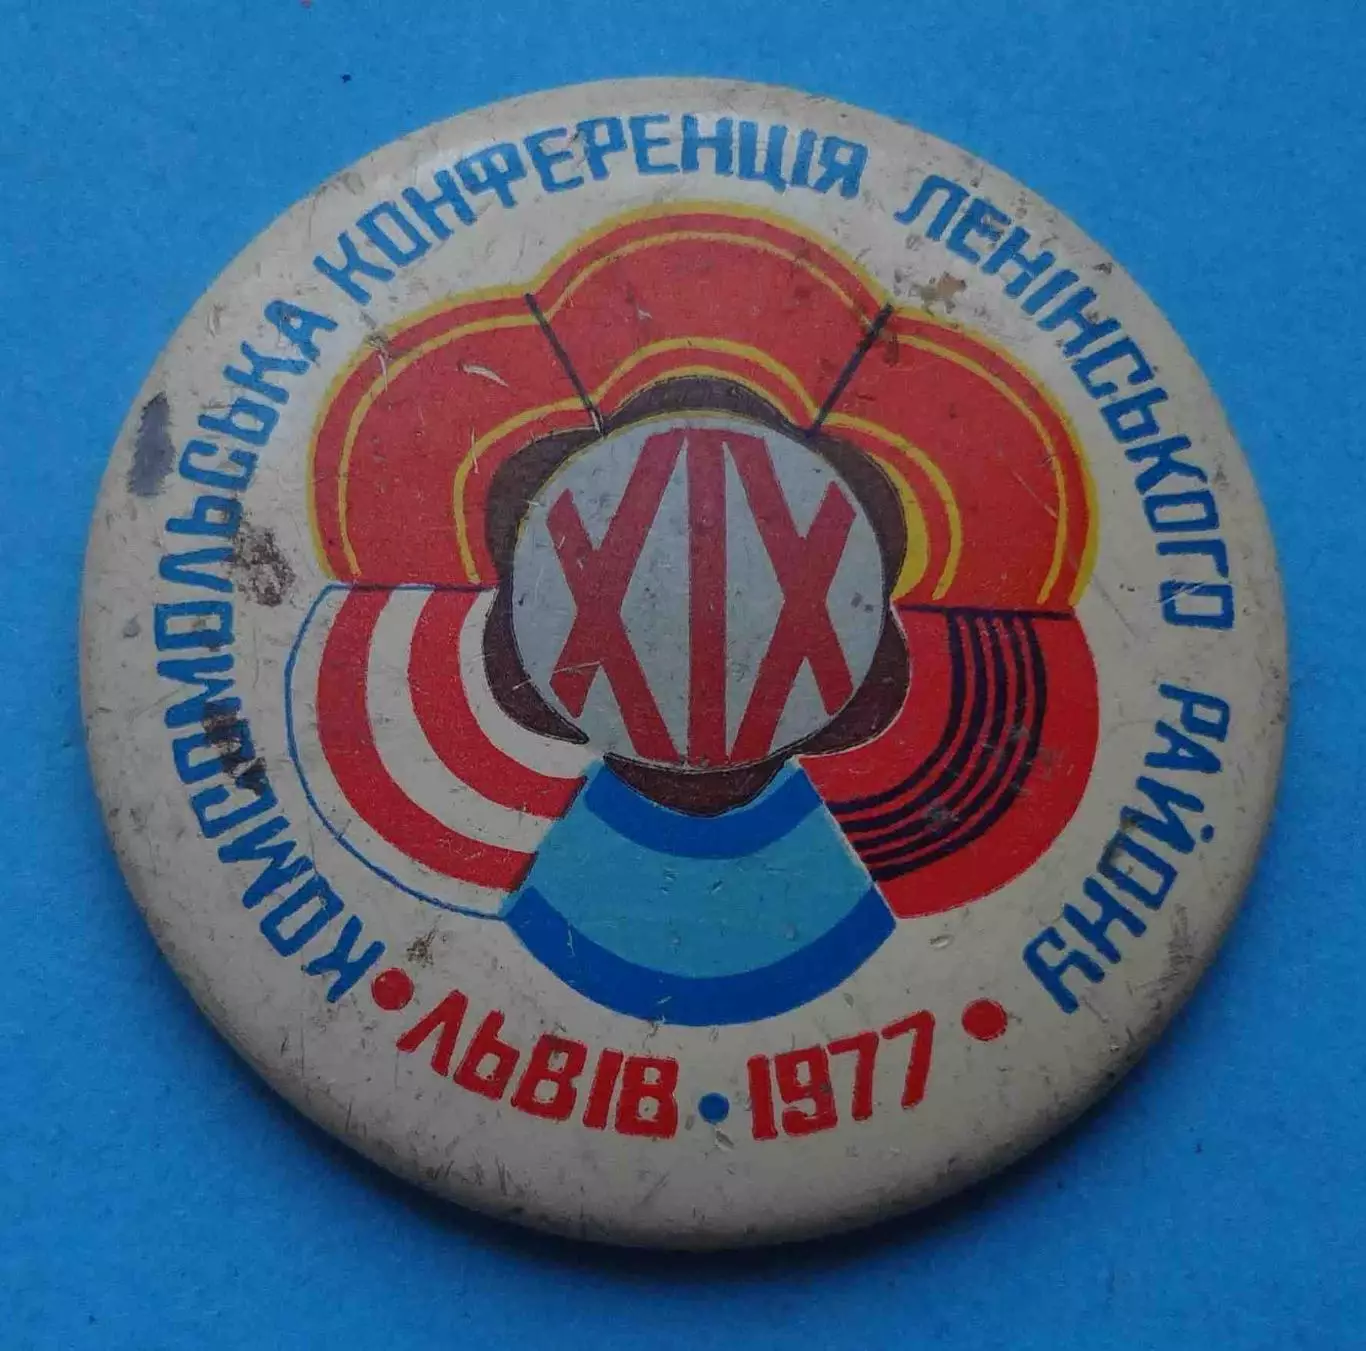 КОМСОМОЛЬСЬКА КОНФЕРЕНЦІЯ ЛЕНІНСЬКОГО РАЙОНУ
XIX
• ЛЬВІВ • 1977 •